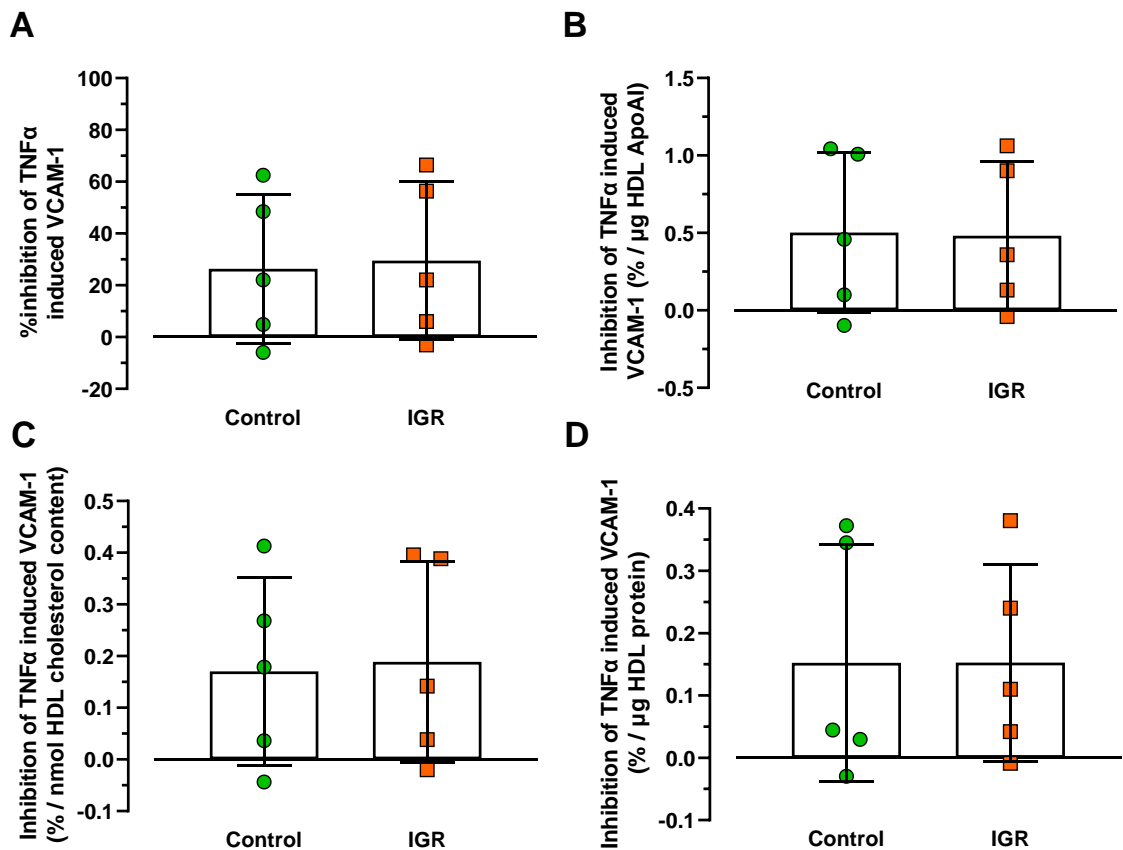 A
%inhibition of TNFα
induced VCAM-1
100
80
60
40
20
0
-20
Control
IGR
B
Inhibition of TNFα induced
VCAM-1 (% / µg HDL ApoAI)
1.5
1.0
0.5
0.0
-0.5
Control
IGR
C
Inhibition of TNFα induced VCAM-1
(% / nmol HDL cholesterol content)
0.5
0.4
0.3
0.2
0.1
0.0
-0.1
Control
IGR
D
Inhibition of TNFα induced VCAM-1
(% / µg HDL protein)
0.4
0.3
0.2
0.1
0.0
-0.1
Control
IGR